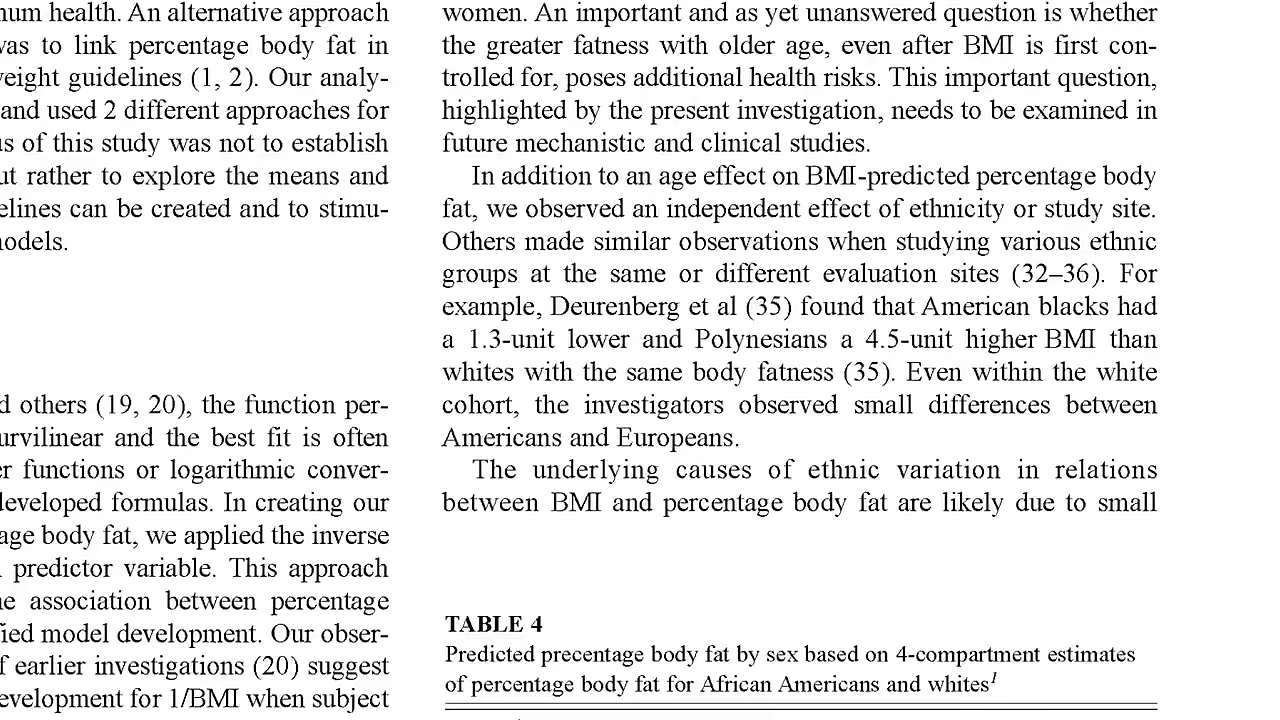 num health. An alternative approach
was to link percentage body fat in
weight guidelines (1, 2). Our analy-
and used 2 different approaches for
us of this study was not to establish
ut rather to explore the means and
elines can be created and to stimu-
nodels.
d others (19, 20), the function per-
urvilinear and the best fit is often
er functions or logarithmic conver-
developed formulas. In creating our
age body fat, we applied the inverse
predictor variable. This approach
he association between percentage
fied model development. Our obser-
f earlier investigations (20) suggest
evelopment for 1/BMI when subject
women. An important and as yet unanswered question is whether
the greater fatness with older age, even after BMI is first con-
trolled for, poses additional health risks. This important question,
highlighted by the present investigation, needs to be examined in
future mechanistic and clinical studies.
In addition to an age effect on BMI-predicted percentage body
fat, we observed an independent effect of ethnicity or study site.
Others made similar observations when studying various ethnic
groups at the same or different evaluation sites (32–36). For
example, Deurenberg et al (35) found that American blacks had
a 1.3-unit lower and Polynesians a 4.5-unit higher BMI than
whites with the same body fatness (35). Even within the white
cohort, the investigators observed small differences between
Americans and Europeans.
The underlying causes of ethnic variation in relations
between BMI and percentage body fat are likely due to small
TABLE 4
Predicted precentage body fat by sex based on 4-compartment estimates
of percentage body fat for African Americans and whites1